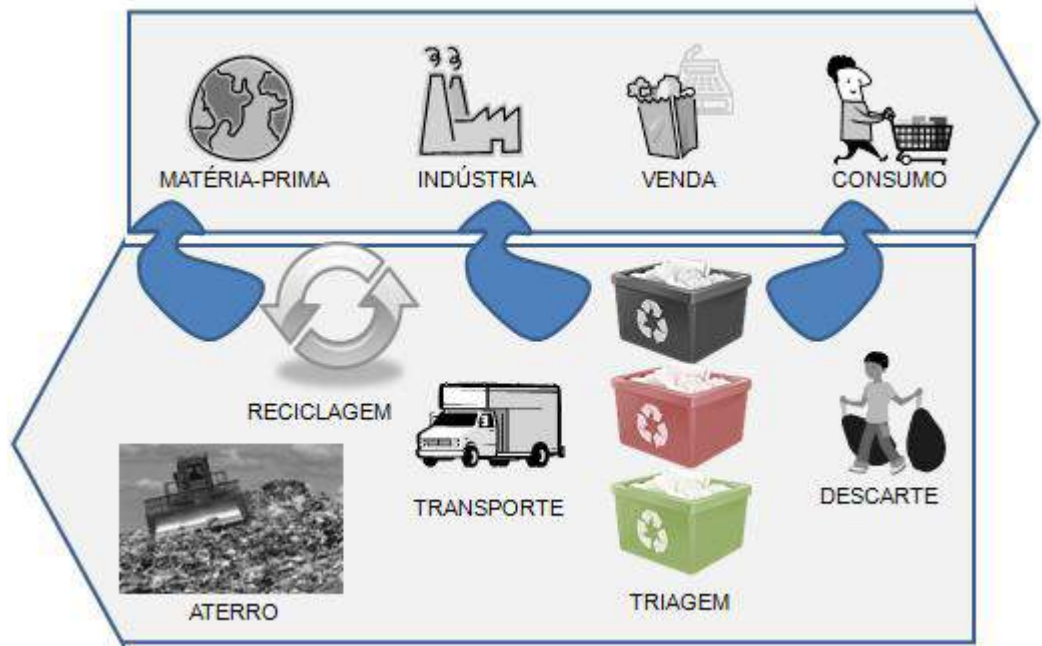 MATÉRIA-PRIMA
INDÚSTRIA
VENDA
CONSUMO
RECICLAGEM
TRANSPORTE
DESCARTE
ATERRO
TRIAGEM